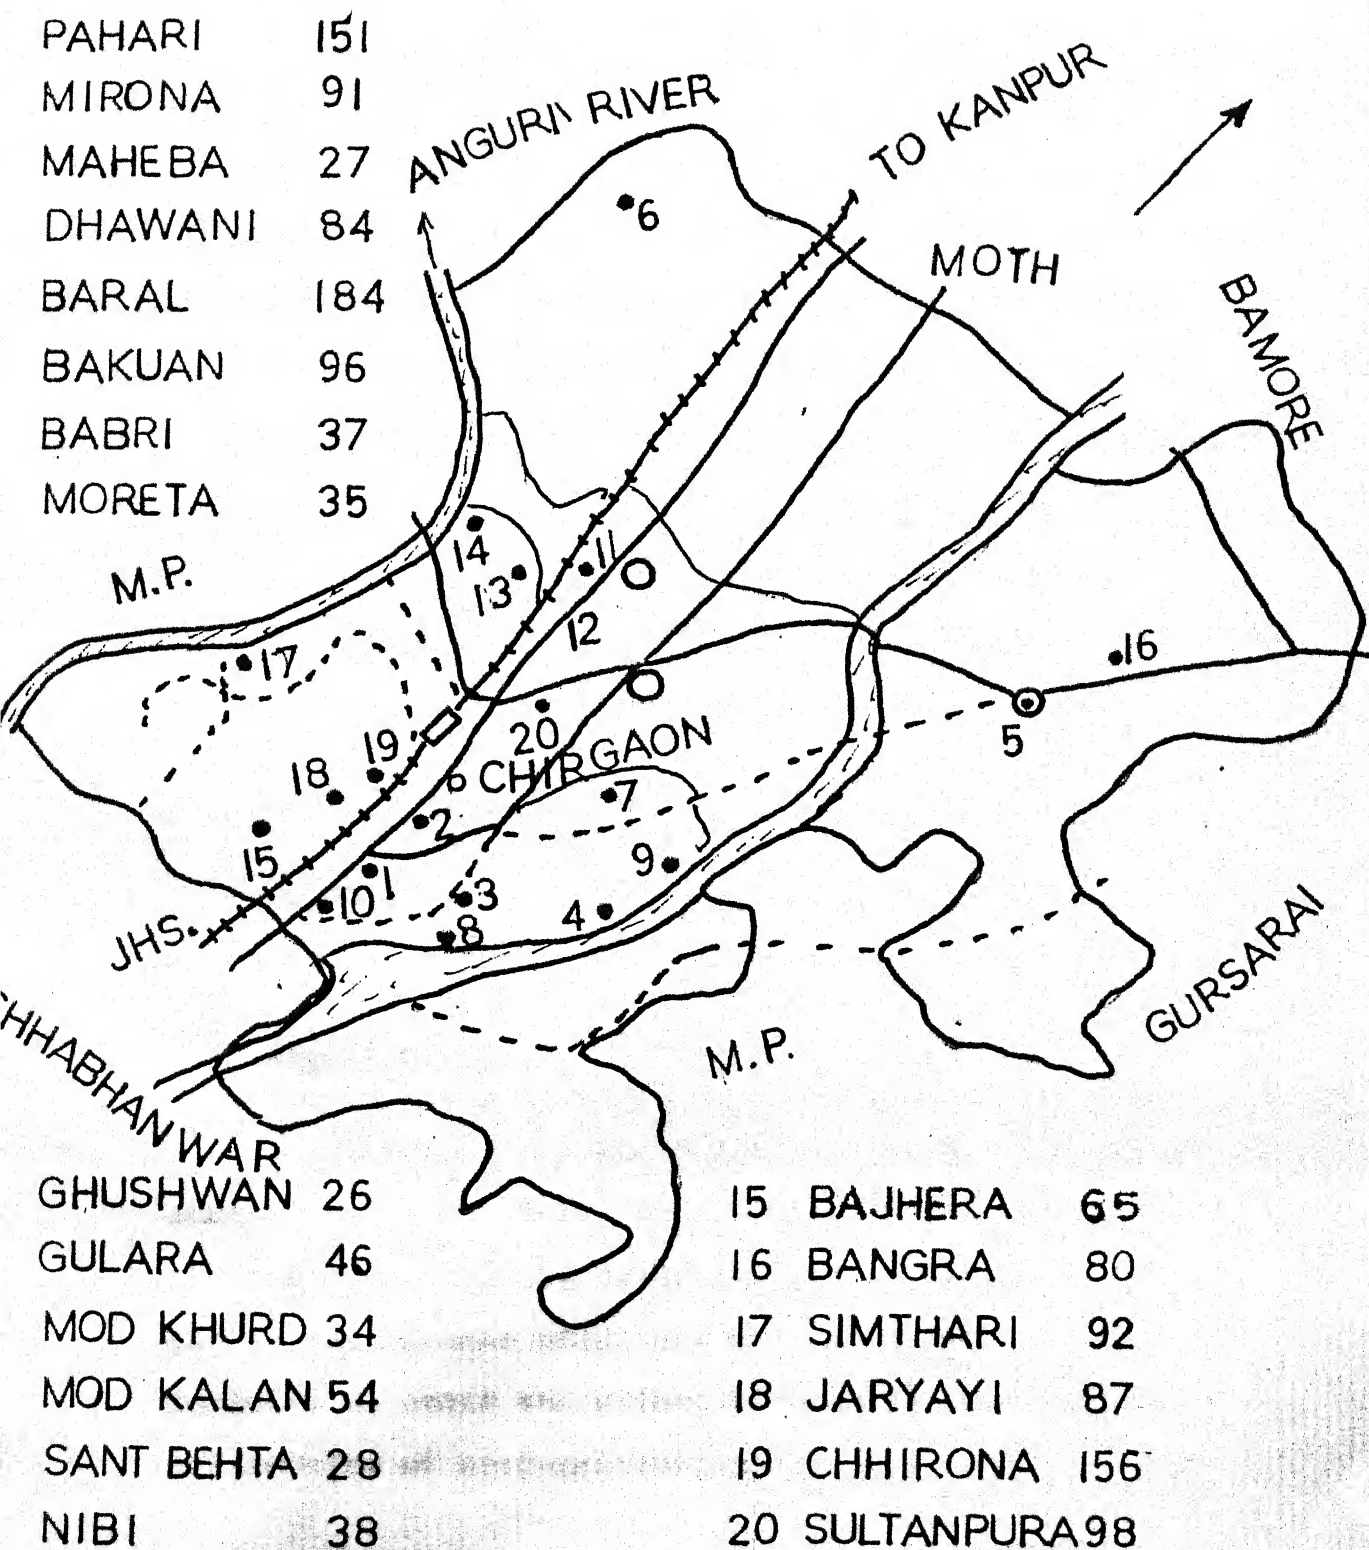 PAHARI 151
MIRONA 91
MAHEBA 27
DHAWANI 84
BARAL 184
BAKUAN 96
BABRI 37
MORETA 35
ANGURI RIVER
TO KANPUR
6
MOTH
BAMORE
M.P.
14
13
11
12
17
16
5
19
20
18
CHIRGAON
7
2
15
9
1
10
3
4
8
JHS.
HHABHANWAR
M.P.
GURSARAI
GHUSHWAN 26
GULARA 46
MOD KHURD 34
MOD KALAN 54
SANT BEHTA 28
NIBI 38
15 BAJHERA 65
16 BANGRA 80
17 SIMTHARI 92
18 JARYAYI 87
19 CHHIRONA 156
20 SULTANPURA 98